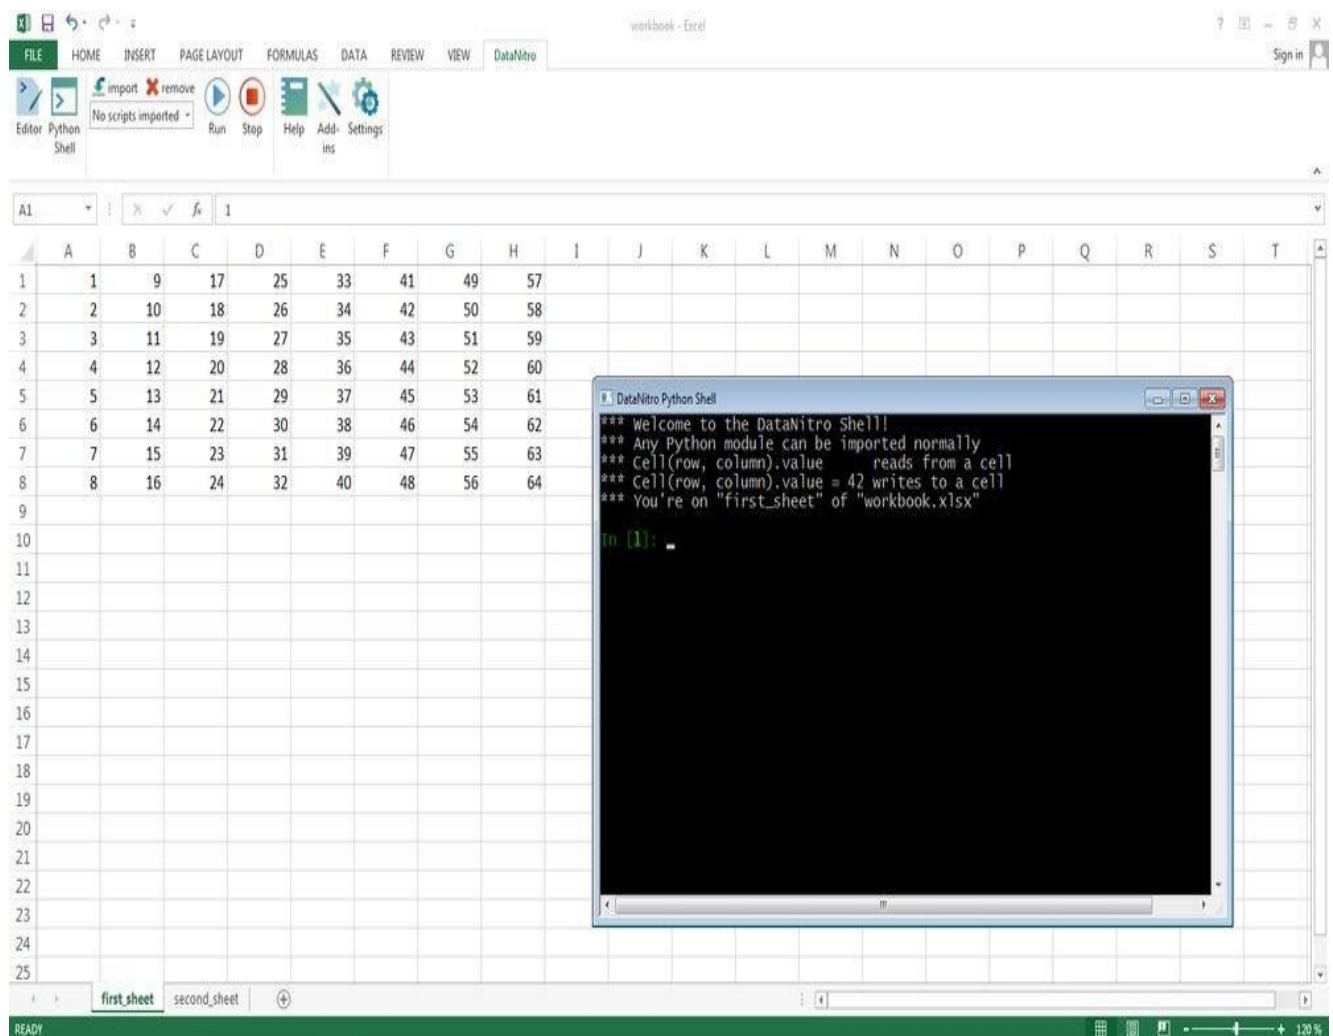 workbook - Excel
?
FILE HOME INSERT PAGE LAYOUT FORMULAS DATA REVIEW VIEW DataNitro Sign in
import remove
No scripts imported
Editor Python Shell Run Stop Help Add-ins Settings
A1 fx 1
A B C D E F G H I J K L M N O P Q R S T
1 1 9 17 25 33 41 49 57
2 2 10 18 26 34 42 50 58
3 3 11 19 27 35 43 51 59
4 4 12 20 28 36 44 52 60
5 5 13 21 29 37 45 53 61
6 6 14 22 30 38 46 54 62
7 7 15 23 31 39 47 55 63
8 8 16 24 32 40 48 56 64
9
10
11
12
13
14
15
16
17
18
19
20
21
22
23
24
25
DataNitro Python Shell
*** Welcome to the DataNitro Shell!
*** Any Python module can be imported normally
*** Cell(row, column).value reads from a cell
*** Cell(row, column).value = 42 writes to a cell
*** You're on "first_sheet" of "workbook.xlsx"
In [1]:
first_sheet second_sheet
READY 120 %